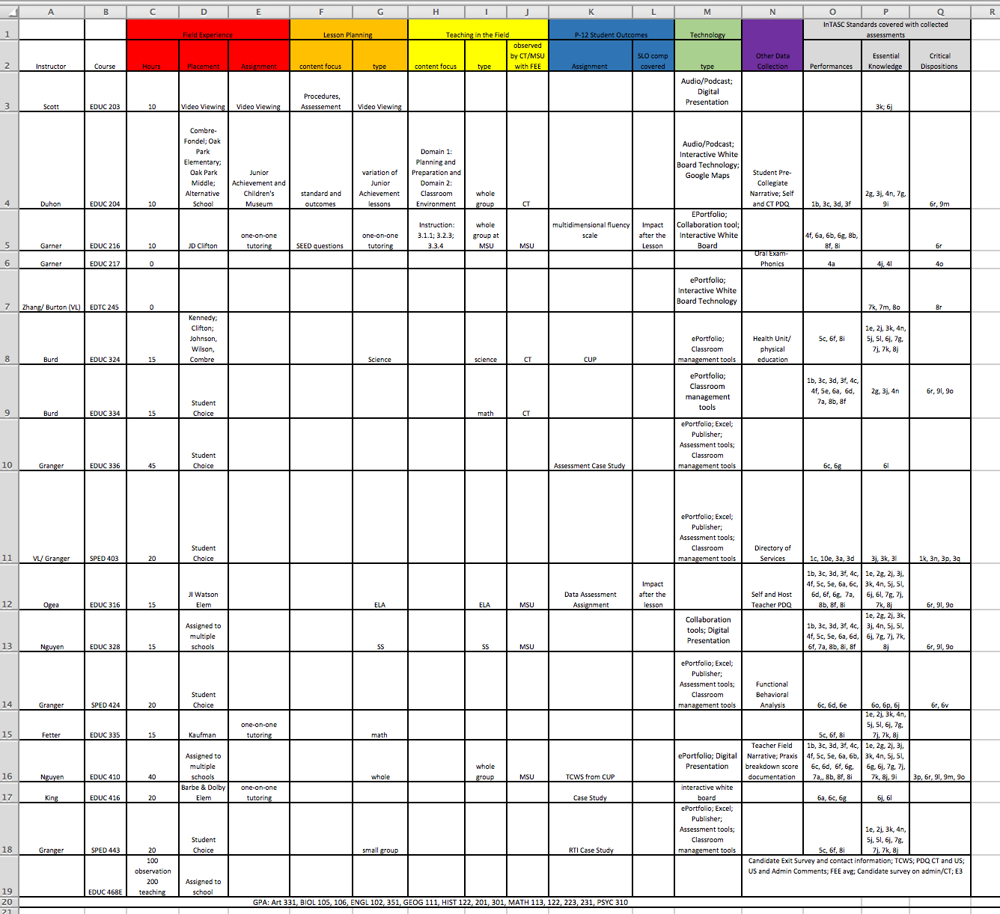 A B C D E F G H I J K L M N O P Q R
1 Field Experience Lesson Planning Teaching in the Field P-12 Student Outcomes Technology InTASC Standards covered with collected assessments
2 Instructor Course Hours Placement Assignment content focus type content focus type observed by CT/MSU with FEE Assignment SLO comp covered type Other Data Collection Performances Essential Knowledge Critical Dispositions
3 Scott EDUC 203 10 Video Viewing Video Viewing Procedures, Assessement Video Viewing Audio/Podcast; Digital Presentation 3k; 6j
4 Duhon EDUC 204 10 Combre-Fondel; Oak Park Elementary; Oak Park Middle; Alternative School Junior Achievement and Children's Museum standard and outcomes variation of Junior Achievement lessons Domain 1: Planning and Preparation and Domain 2: Classroom Environment whole group CT Audio/Podcast; Interactive White Board Technology; Google Maps Student Pre-Collegiate Narrative; Self and CT PDQ 1b, 3c, 3d, 3f 2g, 3j, 4n, 7g, 9i 6r, 9m
5 Garner EDUC 216 10 JD Clifton one-on-one tutoring SEED questions one-on-one tutoring Instruction: 3.1.1; 3.2.3; 3.3.4 whole group at MSU MSU multidimensional fluency scale Impact after the Lesson EPortfolio; Collaboration tool; Interactive White Board 4f, 6a, 6b, 6g, 8b, 8f, 8i 6r
6 Garner EDUC 217 0 Oral Exam-Phonics 4a 4j, 4l 4o
7 Zhang/ Burton (VL) EDTC 245 0 ePortfolio; Interactive White Board Technology 7k, 7m, 8o 8r
8 Burd EDUC 324 15 Kennedy; Clifton; Johnson, Wilson, Combre Science science CT CUP ePortfolio; Classroom management tools Health Unit/ physical education 5c, 6f, 8i 1e, 2j, 3k, 4n, 5j, 5l, 6j, 7g, 7j, 7k, 8j
9 Burd EDUC 334 15 Student Choice math CT ePortfolio; Classroom management tools 1b, 3c, 3d, 3f, 4c, 4f, 5e, 6a, 6d, 7a, 8b, 8f 2g, 3j, 4n 6r, 9l, 9o
10 Granger EDUC 336 45 Student Choice Assessment Case Study ePortfolio; Excel; Publisher; Assessment tools; Classroom management tools 6c, 6g 6l
11 VL/ Granger SPED 403 20 Student Choice ePortfolio; Excel; Publisher; Assessment tools; Classroom management tools Directory of Services 1c, 10e, 3a, 3d 3j, 3k, 3l 1k, 3n, 3p, 3q
12 Ogea EDUC 316 15 JI Watson Elem ELA ELA MSU Data Assessment Assignment Impact after the lesson Self and Host Teacher PDQ 1b, 3c, 3d, 3f, 4c, 4f, 5c, 5e, 6a, 6c, 6d, 6f, 6g, 7a, 8b, 8f, 8i 1e, 2g, 2j, 3j, 3k, 4n, 5j, 5l, 6j, 6l, 7g, 7j, 7k, 8j 6r, 9l, 9o
13 Nguyen EDUC 328 15 Assigned to multiple schools SS SS MSU Collaboration tools; Digital Presentation 1b, 3c, 3d, 3f, 4c, 4f, 5c, 5e, 6a, 6d, 6f, 7a, 8b, 8i, 8f 1e, 2g, 2j, 3k, 3j, 4n, 5j, 5l, 6j, 7g, 7j, 7k, 8j 6r, 9l, 9o
14 Granger SPED 424 20 Student Choice ePortfolio; Excel; Publisher; Assessment tools; Classroom management tools Functional Behavioral Analysis 6c, 6d, 6e 6o, 6p, 6j 6r, 6v
15 Fetter EDUC 335 15 Kaufman one-on-one tutoring math 5c, 6f, 8i 1e, 2j, 3k, 4n, 5j, 5l, 6j, 7g, 7j, 7k, 8j
16 Nguyen EDUC 410 40 Assigned to multiple schools whole whole group MSU TCWS from CUP ePortfolio; Digital Presentation Teacher Field Narrative; Praxis breakdown score documentation 1b, 3c, 3d, 3f, 4c, 4f, 5c, 5e, 6a, 6b, 6c, 6d, 6f, 6g, 7a,, 8b, 8f, 8i 1e, 2g, 2j, 3j, 3k, 4n, 5j, 5l, 6g, 6j, 7g, 7j, 7k, 8j, 9i 3p, 6r, 9l, 9m, 9o
17 King EDUC 416 20 Barbe & Dolby Elem one-on-one tutoring Case Study interactive white board 6a, 6c, 6g 6j, 6l
18 Granger SPED 443 20 Student Choice small group RTI Case Study ePortfolio; Excel; Publisher; Assessment tools; Classroom management tools 5c, 6f, 8i 1e, 2j, 3k, 4n, 5j, 5l, 6j, 7g, 7j, 7k, 8j
19 EDUC 468E 100 observation 200 teaching Assigned to school Candidate Exit Survey and contact information; TCWS; PDQ CT and US; US and Admin Comments; FEE avg; Candidate survey on admin/CT; E3
20 GPA: Art 331, BIOL 105, 106, ENGL 102, 351, GEOG 111, HIST 122, 201, 301, MATH 113, 122, 223, 231, PSYC 310
21